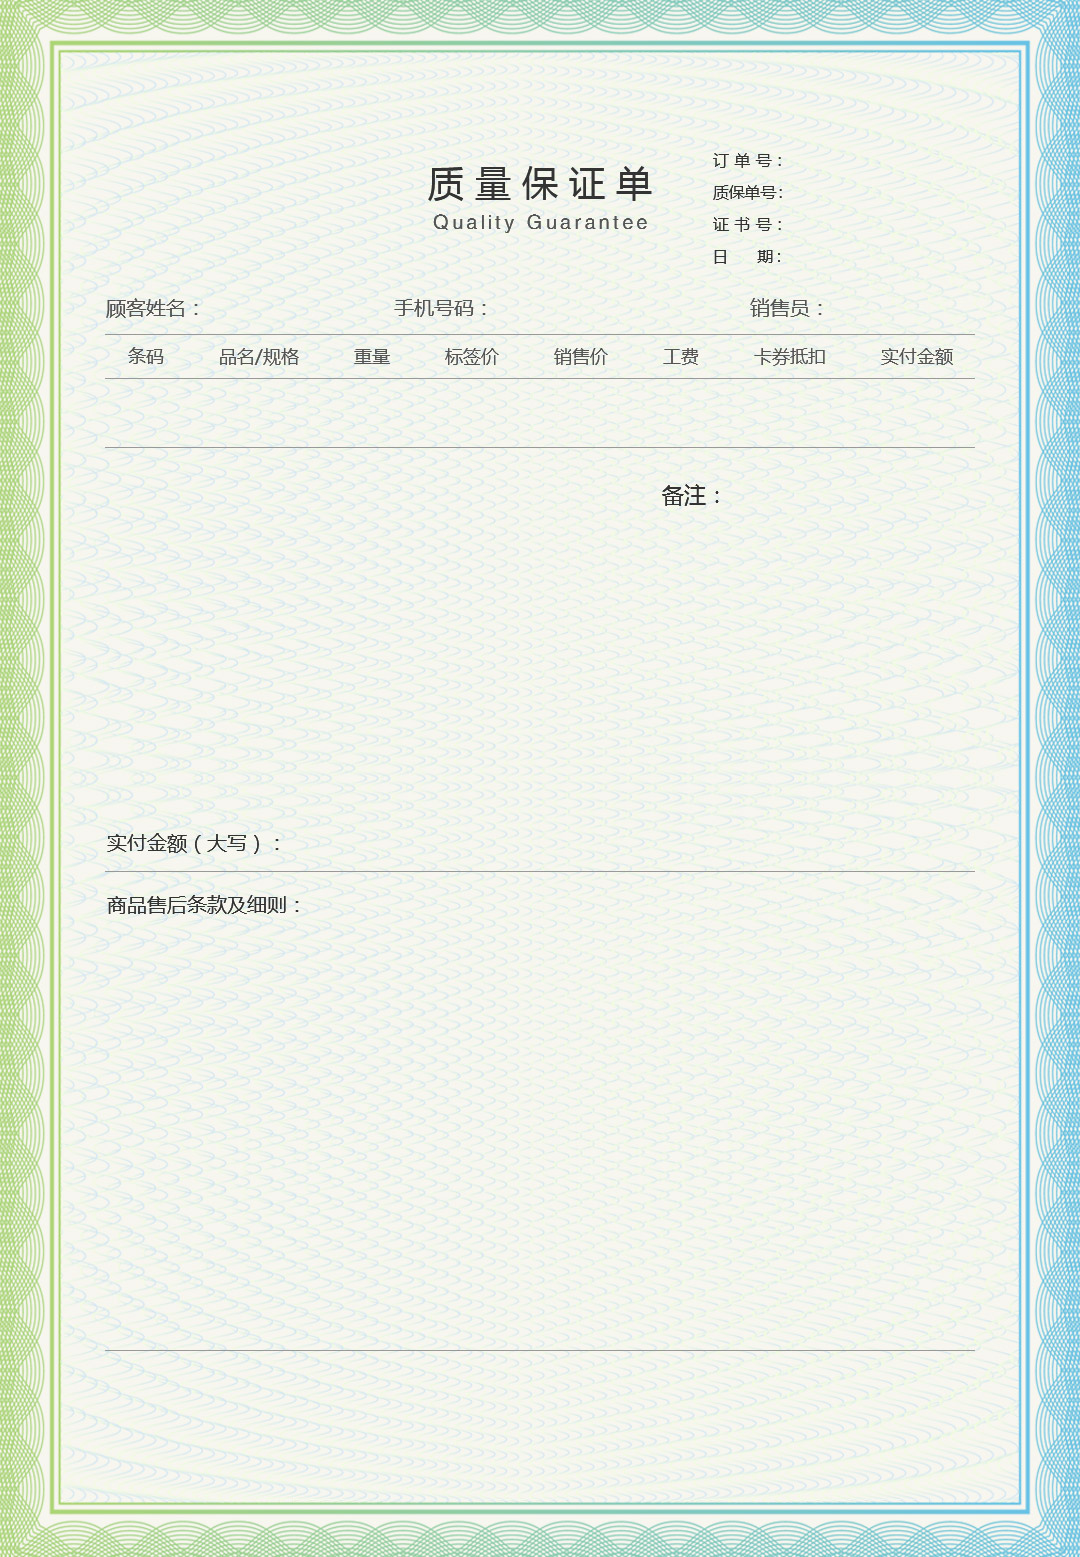 质量保证单
Quality Guarantee
订单号：
质保单号：
证书号：
日期：
顾客姓名： 手机号码： 销售员：
条码 品名/规格 重量 标签价 销售价 工费 卡券抵扣 实付金额
备注：
实付金额（大写）：
商品售后条款及细则：